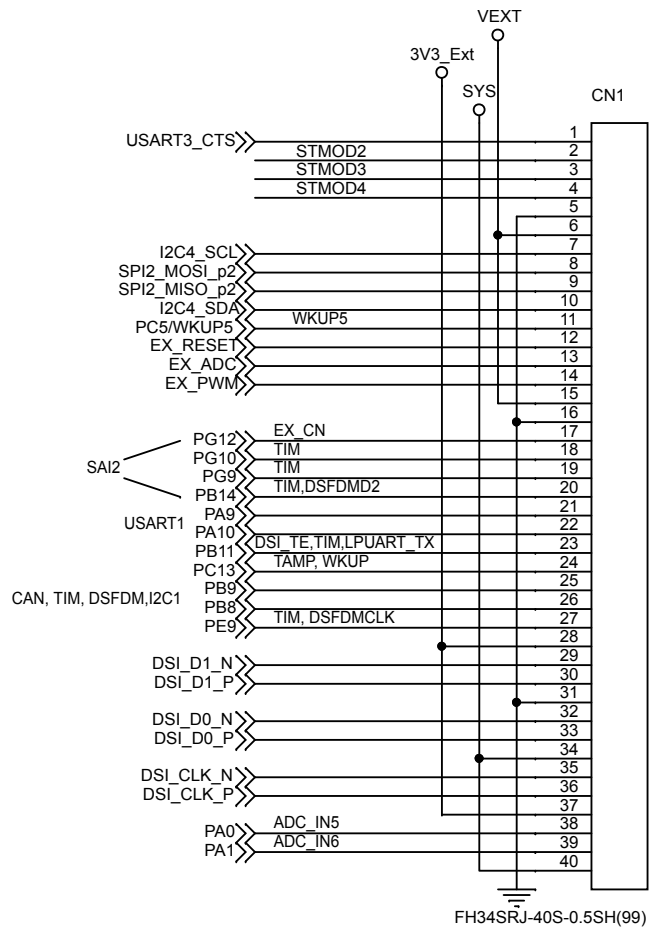 VEXT
3V3_Ext
SYS
CN1
USART3_CTS 1
STMOD2 2
STMOD3 3
STMOD4 4
5
6
I2C4_SCL 7
SPI2_MOSI_p2 8
SPI2_MISO_p2 9
I2C4_SDA 10
PC5/WKUP5 WKUP5 11
EX_RESET 12
EX_ADC 13
EX_PWM 14
15
16
PG12 EX_CN 17
PG10 TIM 18
SAI2
PG9 TIM 19
PB14 TIM,DSFDMD2 20
PA9 21
USART1
PA10 22
PB11 DSI_TE,TIM,LPUART_TX 23
PC13 TAMP, WKUP 24
PB9 25
CAN, TIM, DSFDM,I2C1
PB8 26
PE9 TIM, DSFDMCLK 27
28
DSI_D1_N 29
DSI_D1_P 30
31
DSI_D0_N 32
DSI_D0_P 33
34
DSI_CLK_N 35
DSI_CLK_P 36
37
PA0 ADC_IN5 38
PA1 ADC_IN6 39
40
FH34SRJ-40S-0.5SH(99)